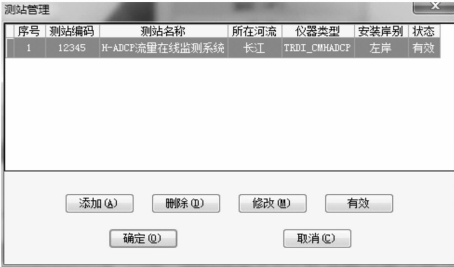 测站管理
序号 测站编码 测站名称 所在河流 仪器类型 安装岸别 状态
1 12345 H-ADCP流量在线监测系统 长江 TRDI_CMHADCP 左岸 有效
添加(A) 删除(D) 修改(M) 有效
确定(O) 取消(C)